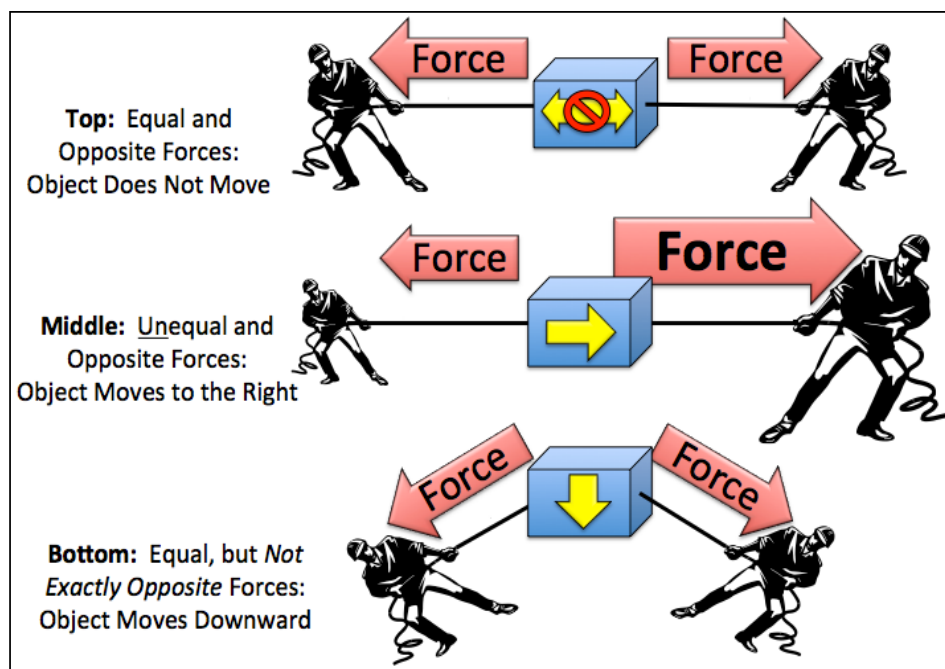 Force
Force
Top: Equal and
Opposite Forces:
Object Does Not Move
Force
Force
Middle: Unequal and
Opposite Forces:
Object Moves to the Right
Force
Force
Bottom: Equal, but Not
Exactly Opposite Forces:
Object Moves Downward